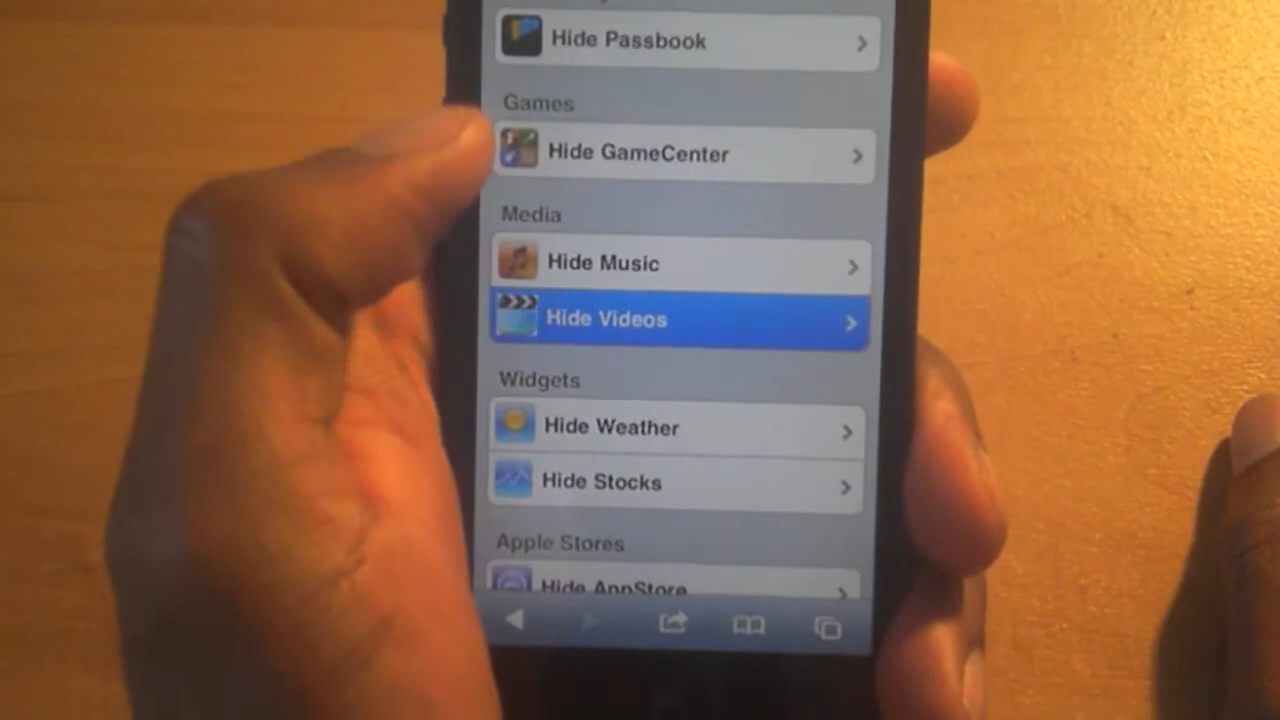 Hide Passbook
Games
Hide GameCenter
Media
Hide Music
Hide Videos
Widgets
Hide Weather
Hide Stocks
Apple Stores
Hide AppStore